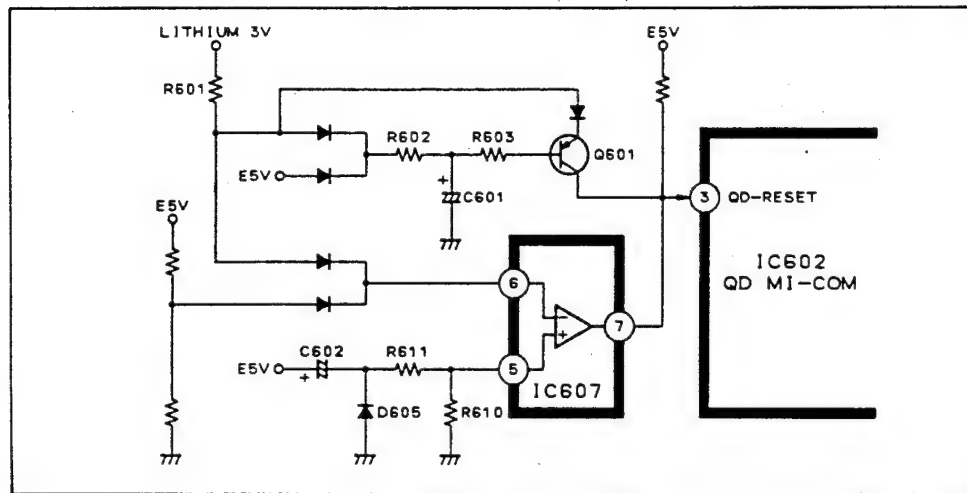 LITHIUM 3V
E5V
R601
R602
R603
Q601
E5V
C601
3
QD-RESET
E5V
IC602
QD MI-COM
6
7
C602
R611
E5V
5
IC607
D605
R610